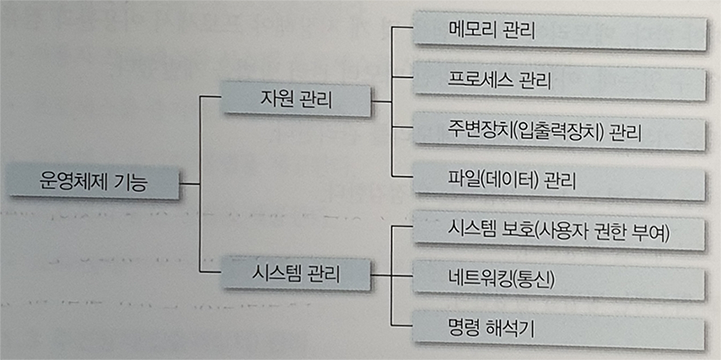 운영체제 기능
자원 관리
메모리 관리
프로세스 관리
주변장치(입출력장치) 관리
파일(데이터) 관리
시스템 관리
시스템 보호(사용자 권한 부여)
네트워킹(통신)
명령 해석기